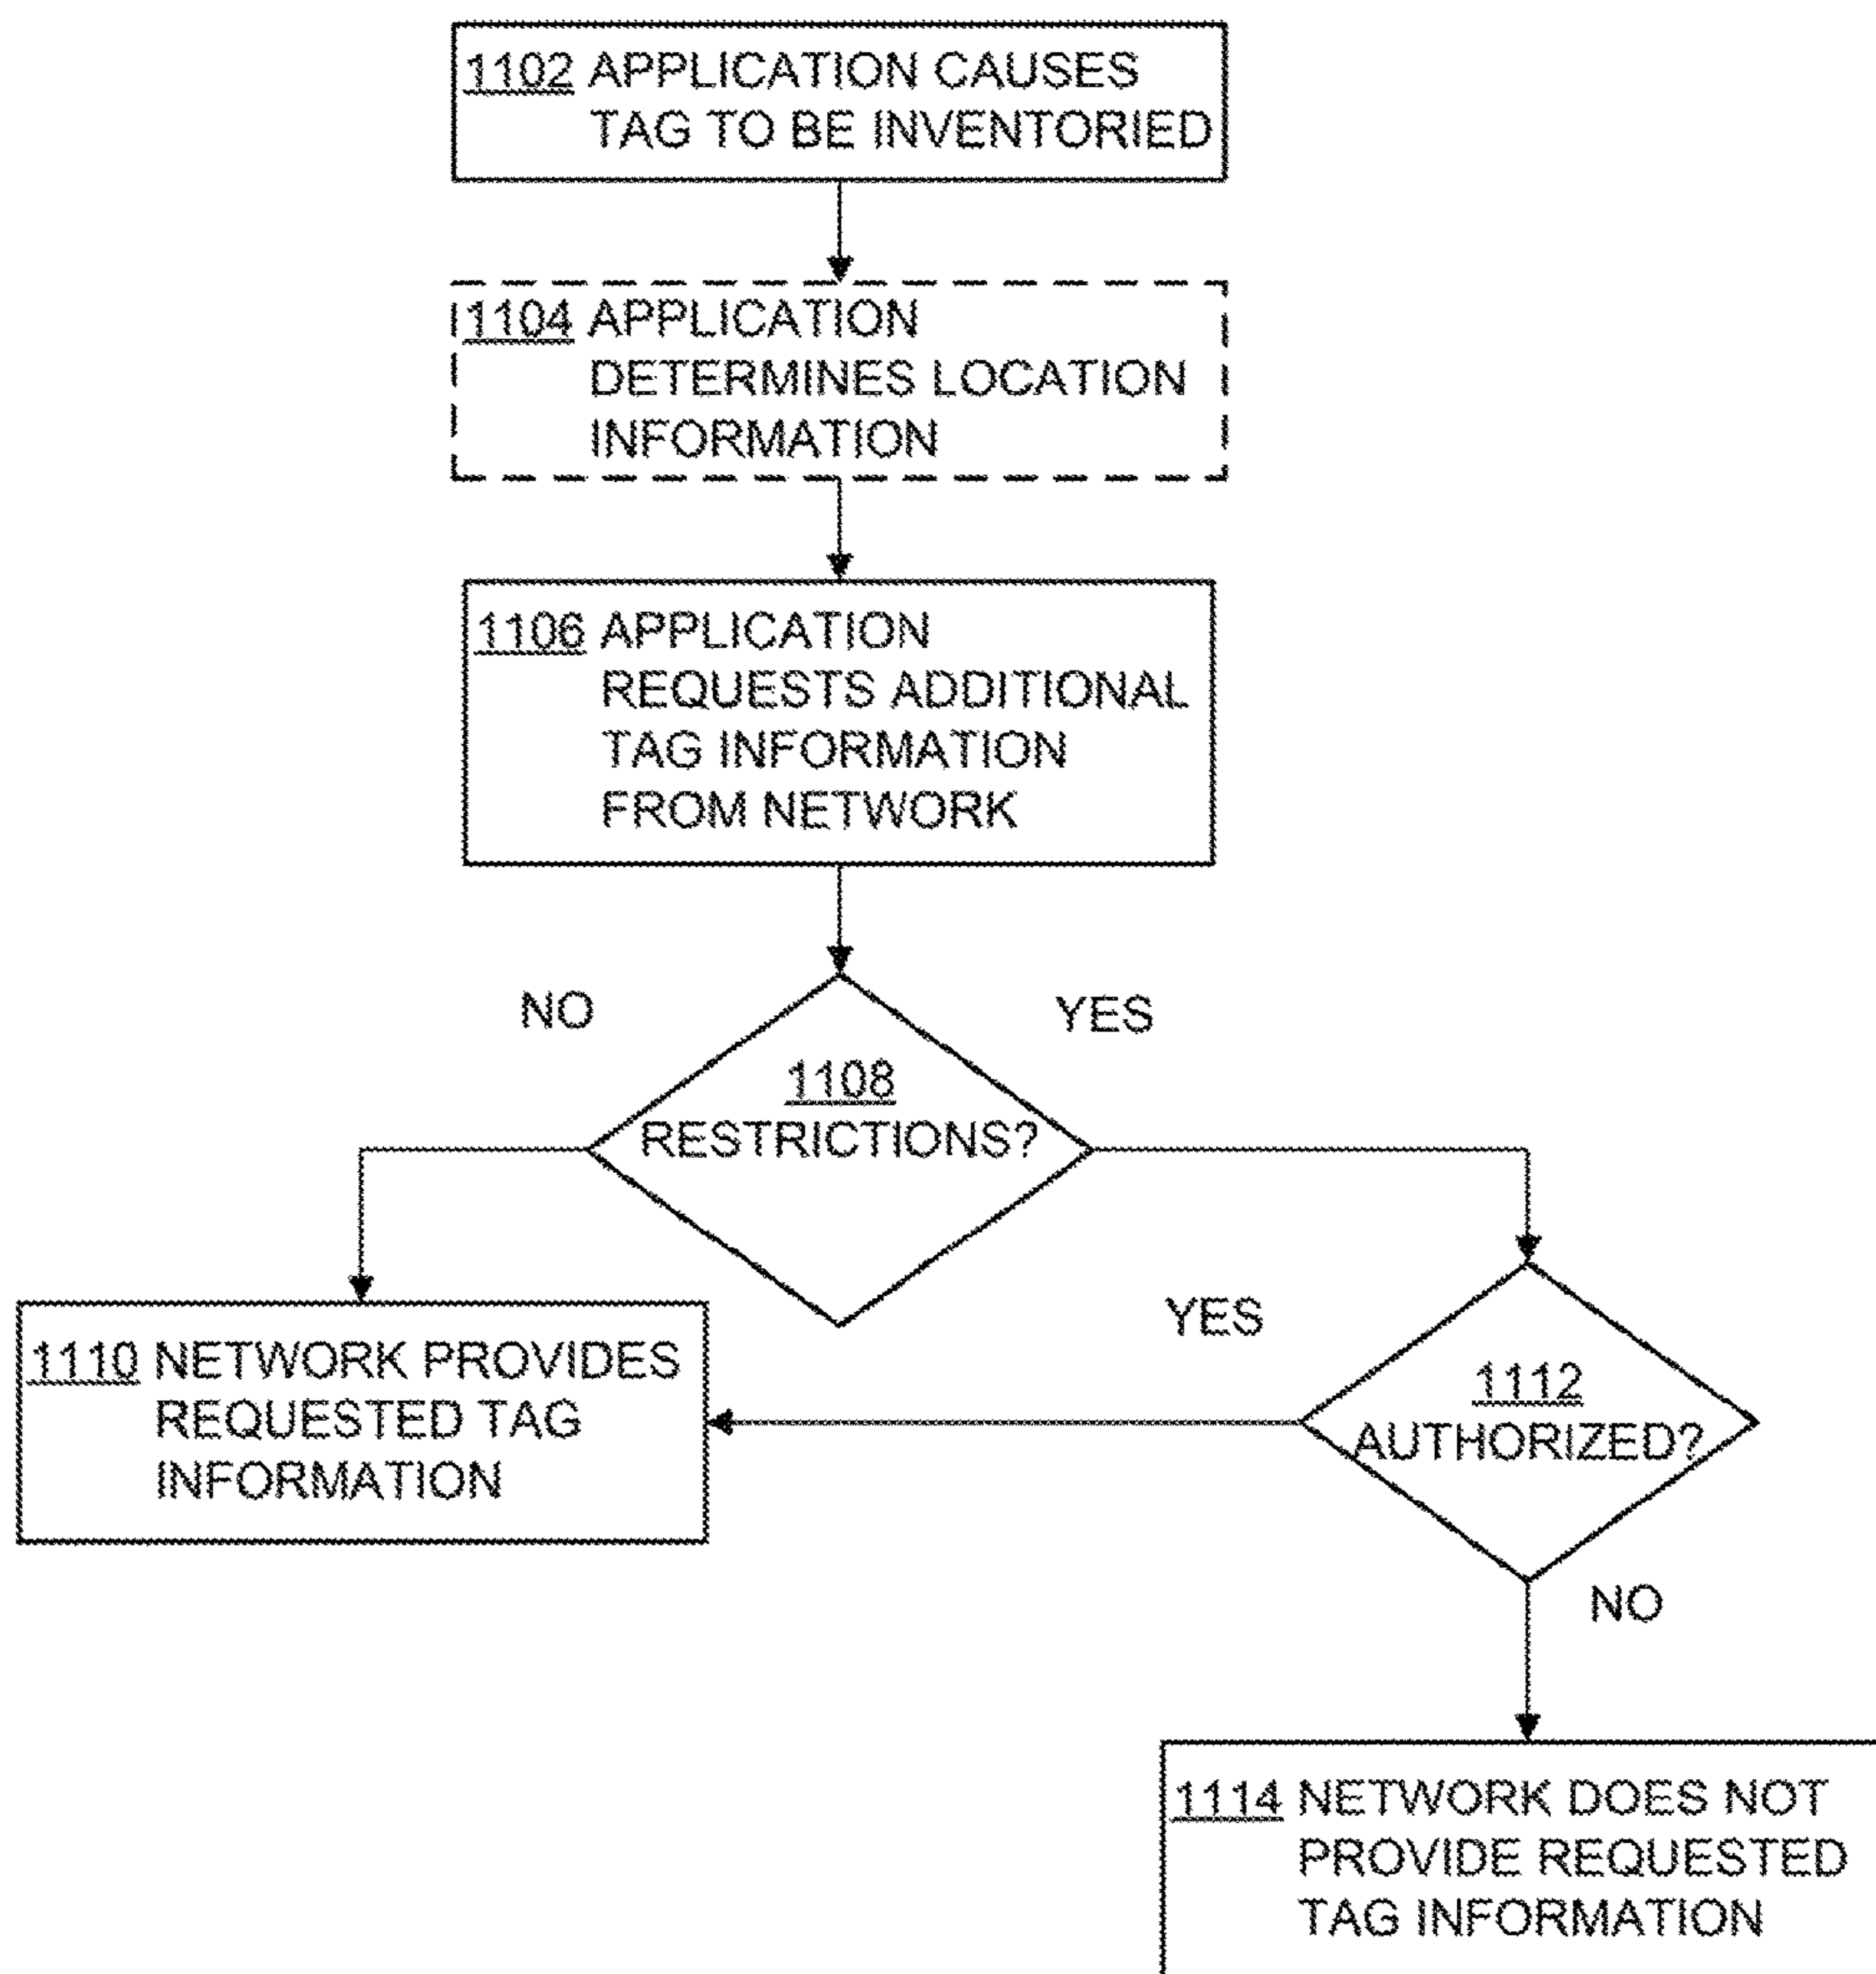 1102 APPLICATION CAUSES
TAG TO BE INVENTORIED
1104 APPLICATION
DETERMINES LOCATION
INFORMATION
1106 APPLICATION
REQUESTS ADDITIONAL
TAG INFORMATION
FROM NETWORK
NO
YES
1108
RESTRICTIONS?
1110 NETWORK PROVIDES
REQUESTED TAG
INFORMATION
YES
1112
AUTHORIZED?
NO
1114 NETWORK DOES NOT
PROVIDE REQUESTED
TAG INFORMATION